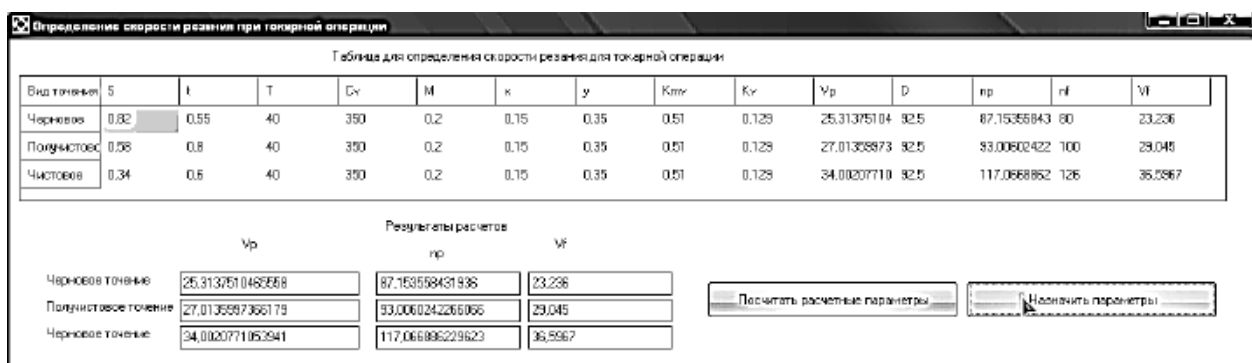 Определение скорости резания при токарной операции
Таблица для определения скорости резания для токарной операции
Вид точения S t T Cv M x y Kmv Kv Vp D np nf Vf
Черновое 0.82 0.55 40 350 0.2 0.15 0.35 0.51 0.129 25.31375104 92.5 87.15355843 80 23,236
Получистовс 0.58 0.8 40 350 0.2 0.15 0.35 0.51 0.129 27.01359973 92.5 93,00602422 100 29,045
Чистовое 0.34 0.6 40 350 0.2 0.15 0.35 0.51 0.129 34.00207710 92.5 117,0668862 126 36,5967
Результаты расчетов
Vp np Vf
Черновое точение 25,3137510465558 87,153558431936 23,236
Получистовое точение 27,0135997366179 93,0060242266066 29,045
Черновое точение 34,0020771053941 117,066886229623 36,5967
Посчитать расчетные параметры Назначить параметры